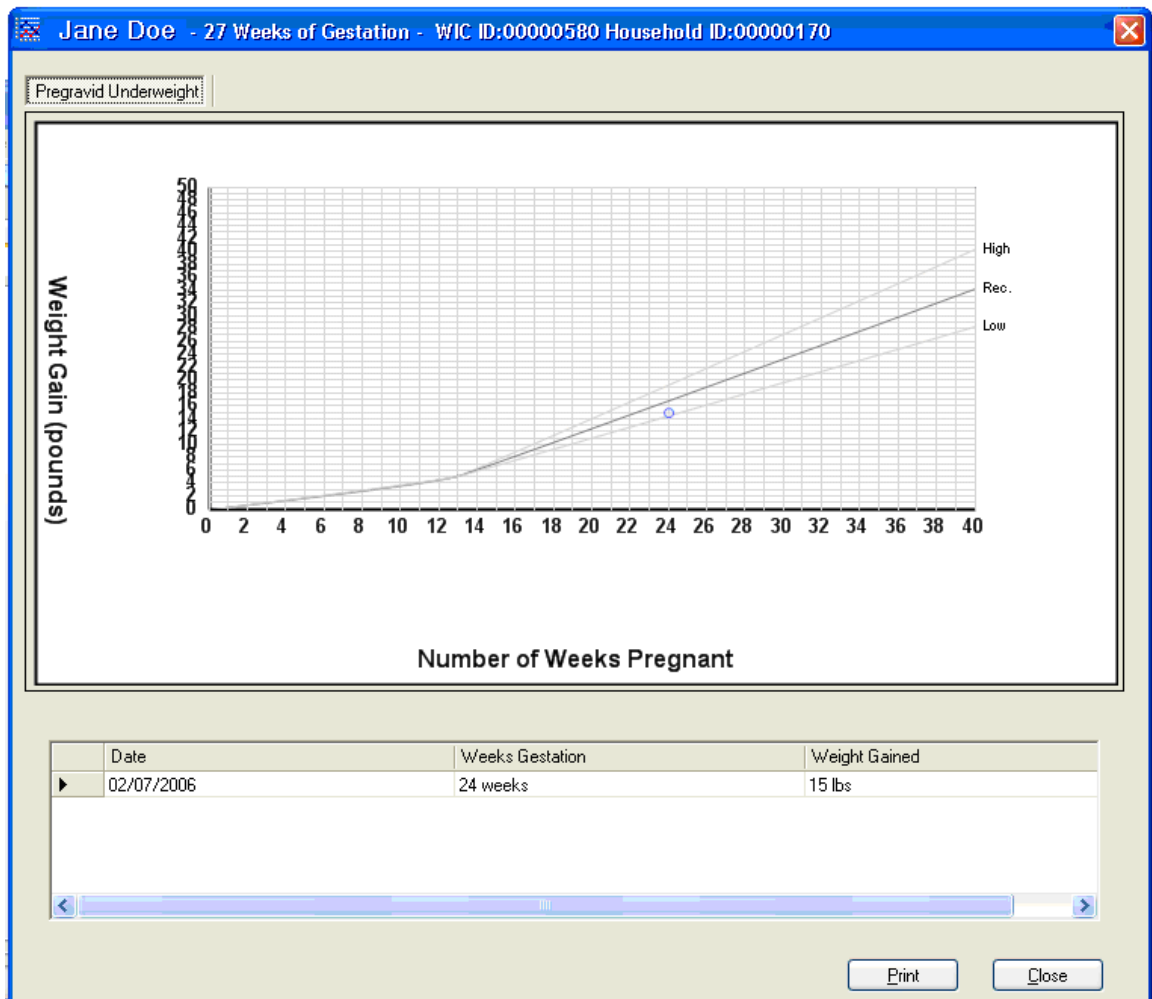 Jane Doe - 27 Weeks of Gestation - WIC ID:00000580 Household ID:00000170
Pregravid Underweight
Weight Gain (pounds)
50
48
46
44
42
40
38
36
34
32
30
28
26
24
22
20
18
16
14
12
10
8
6
4
2
0
High
Rec.
Low
0 2 4 6 8 10 12 14 16 18 20 22 24 26 28 30 32 34 36 38 40
Number of Weeks Pregnant
Date Weeks Gestation Weight Gained
02/07/2006 24 weeks 15 lbs
Print Close